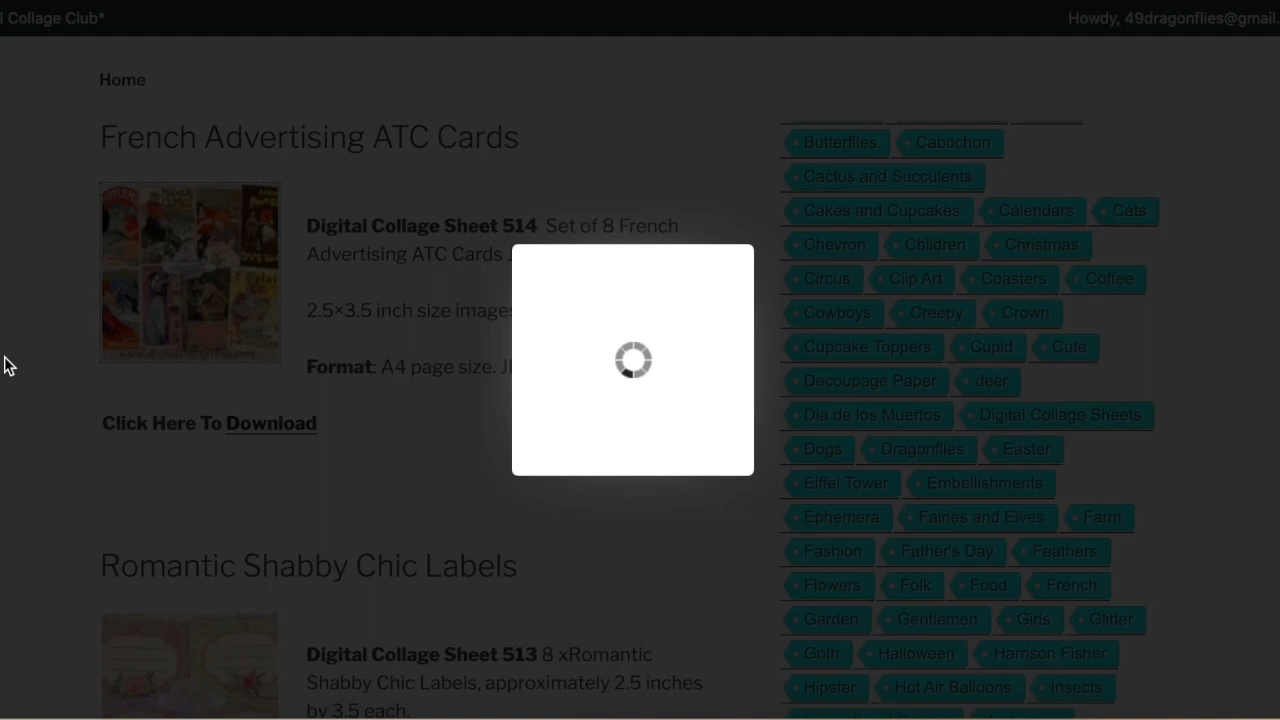 l Collage Club*
Howdy, 49dragonflies@gmail.
Home
French Advertising ATC Cards
Digital Collage Sheet 514 Set of 8 French
Advertising ATC Cards
2.5×3.5 inch size images
Format: A4 page size.
Click Here To Download
Romantic Shabby Chic Labels
Digital Collage Sheet 513 8 xRomantic
Shabby Chic Labels, approximately 2.5 inches
by 3.5 each.
Butterflies Cabochon
Cactus and Succulents
Cakes and Cupcakes Calendars Cats
Chevron Children Christmas
Circus Clip Art Coasters Coffee
Cowboys Creepy Crown
Cupcake Toppers Cupid Cute
Decoupage Paper deer
Dia de los Muertos Digital Collage Sheets
Dogs Dragonflies Easter
Eiffel Tower Embellishments
Ephemera Fairies and Elves Farm
Fashion Father's Day Feathers
Flowers Folk Food French
Garden Gentlemen Girls Glitter
Goth Halloween Harrison Fisher
Hipster Hot Air Balloons Insects